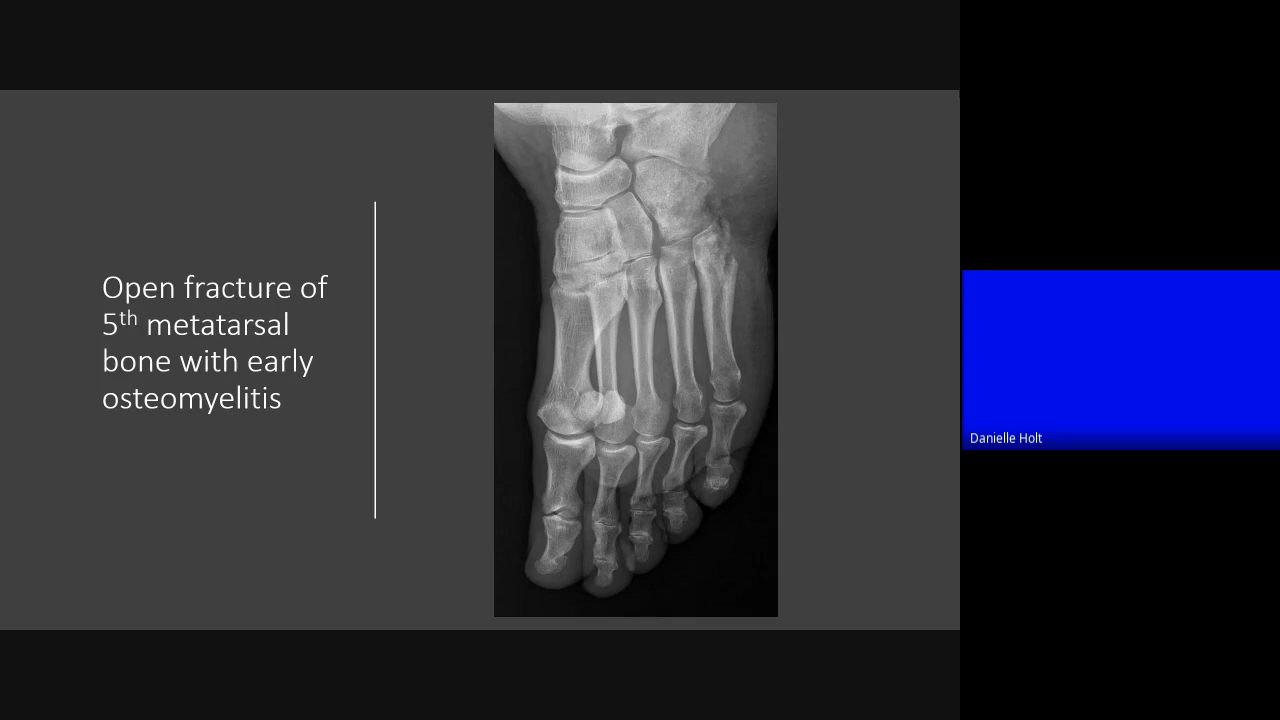 Open fracture of
5th metatarsal
bone with early
osteomyelitis
Danielle Holt